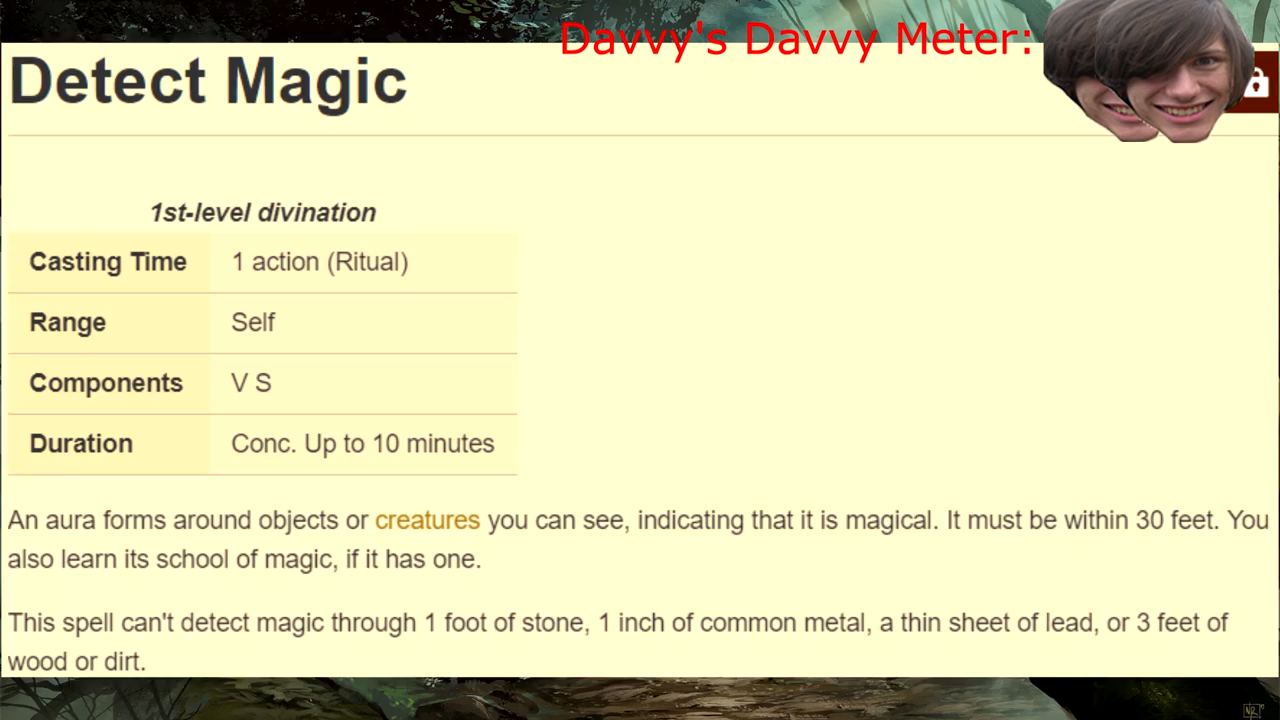 Davvy's Davvy Meter:
Detect Magic
1st-level divination
Casting Time 1 action (Ritual)
Range Self
Components V S
Duration Conc. Up to 10 minutes
An aura forms around objects or creatures you can see, indicating that it is magical. It must be within 30 feet. You
also learn its school of magic, if it has one.
This spell can't detect magic through 1 foot of stone, 1 inch of common metal, a thin sheet of lead, or 3 feet of
wood or dirt.